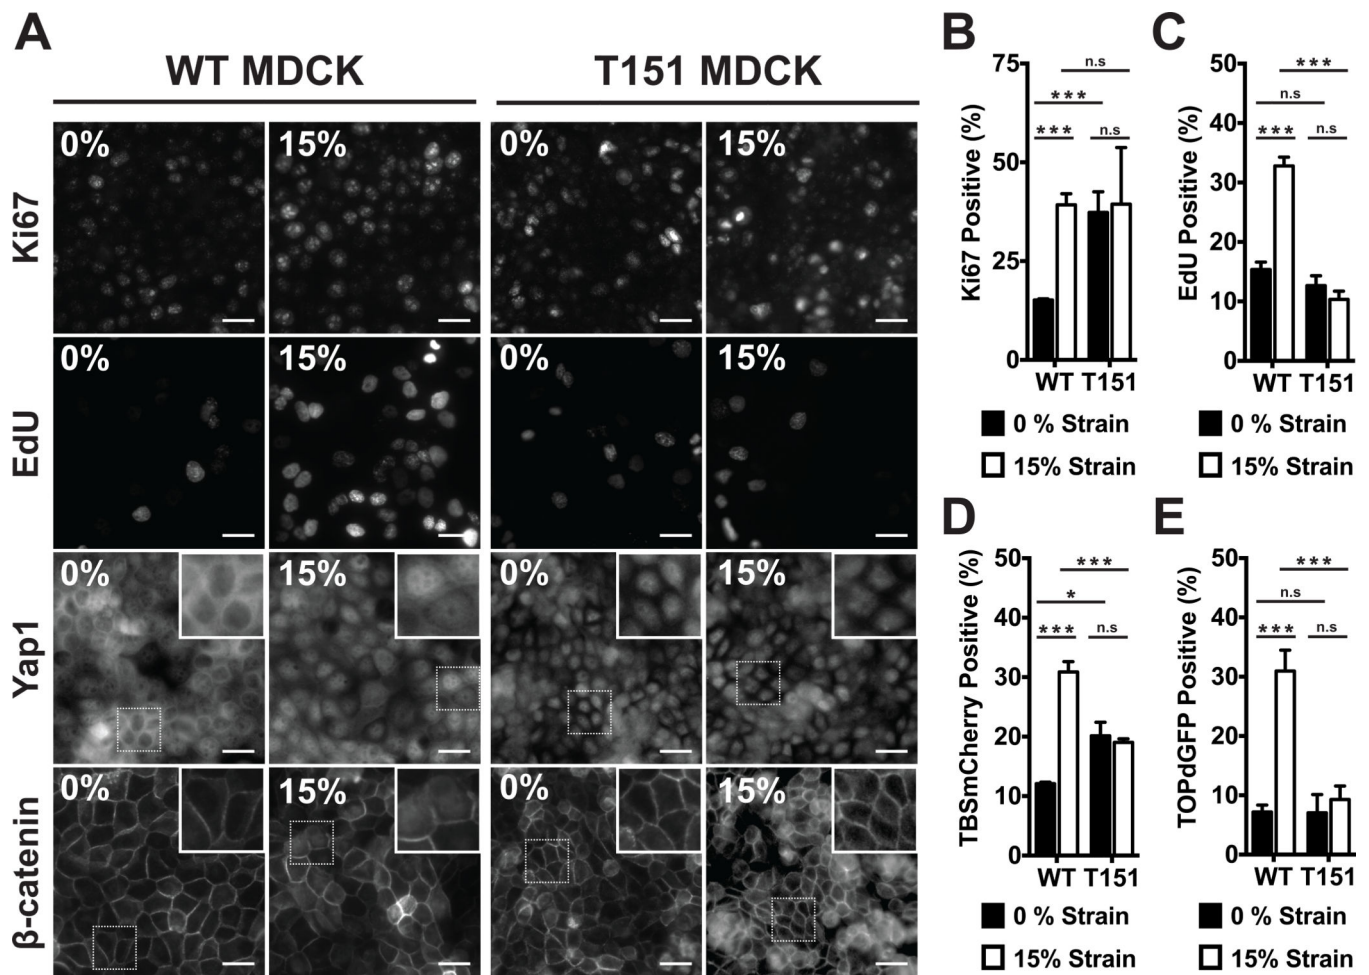 A
WT MDCK
T151 MDCK
Ki67
0%
15%
0%
15%
EdU
0%
15%
0%
15%
Yap1
0%
15%
0%
15%
β-catenin
0%
15%
0%
15%
B
Ki67 Positive (%)
75
50
25
0
n.s
***
***
n.s
WT T151
0 % Strain
15% Strain
C
EdU Positive (%)
50
40
30
20
10
0
***
n.s
***
n.s
WT T151
0 % Strain
15% Strain
D
TBSmCherry Positive (%)
50
40
30
20
10
0
***
*
***
n.s
WT T151
0 % Strain
15% Strain
E
TOPdGFP Positive (%)
50
40
30
20
10
0
***
n.s
***
n.s
WT T151
0 % Strain
15% Strain